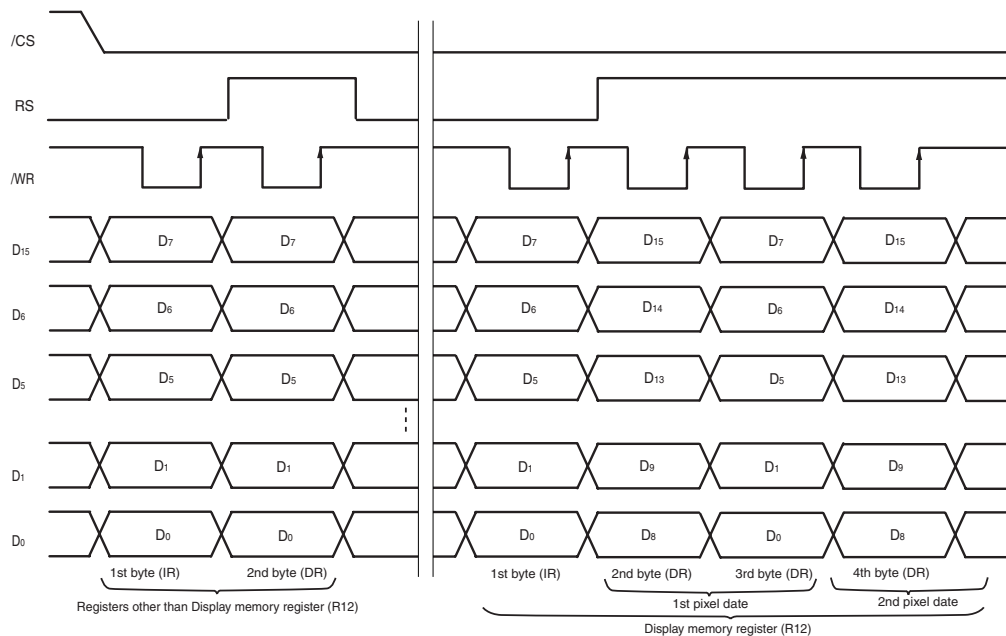 /CS
RS
/WR
D15 D7 D7 D7 D15 D7 D15
D6 D6 D6 D6 D14 D6 D14
D5 D5 D5 D5 D13 D5 D13
D1 D1 D1 D1 D9 D1 D9
D0 D0 D0 D0 D8 D0 D8
1st byte (IR) 2nd byte (DR) 1st byte (IR) 2nd byte (DR) 3rd byte (DR) 4th byte (DR)
Registers other than Display memory register (R12) 1st pixel date 2nd pixel date
Display memory register (R12)